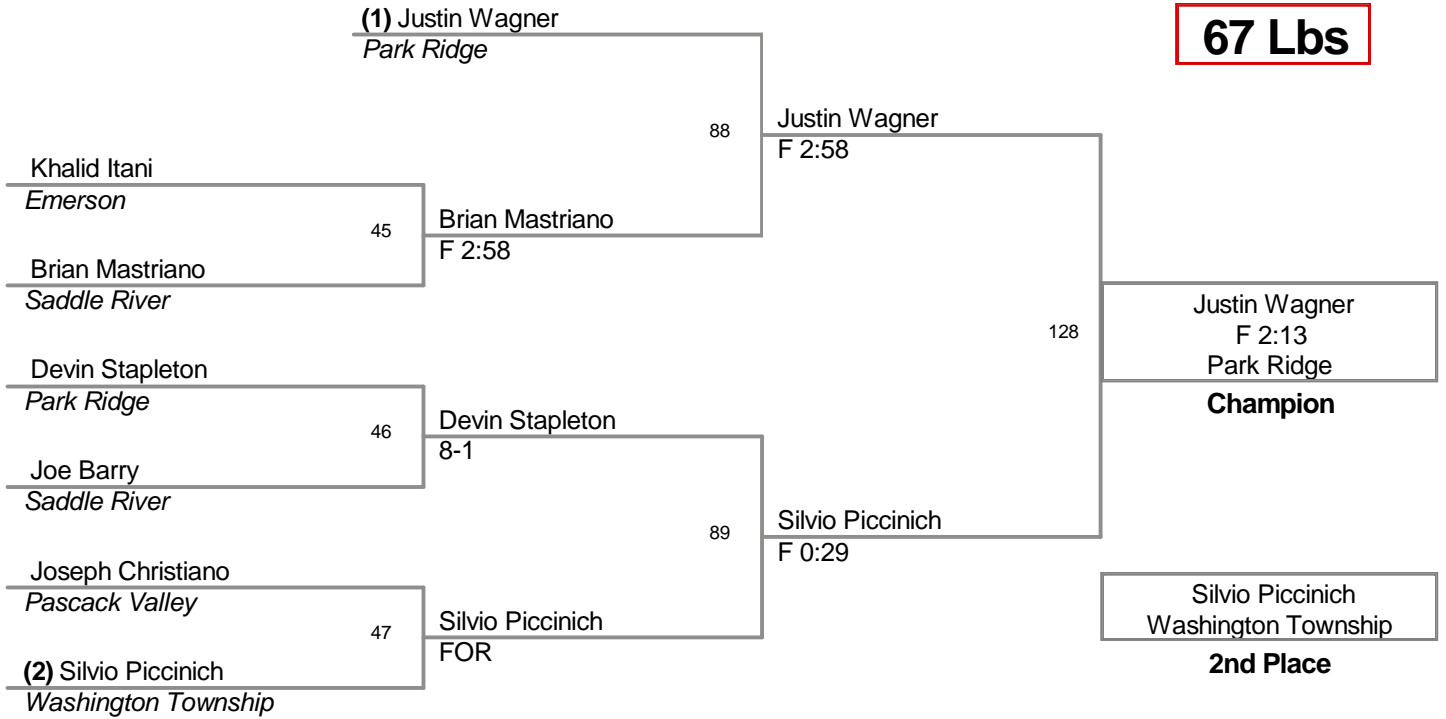 (1) Justin Wagner
Park Ridge
67 Lbs
88
Justin Wagner
F 2:58
Khalid Itani
Emerson
45
Brian Mastriano
F 2:58
Brian Mastriano
Saddle River
128
Justin Wagner
F 2:13
Park Ridge
Champion
Devin Stapleton
Park Ridge
46
Devin Stapleton
8-1
Joe Barry
Saddle River
89
Silvio Piccinich
F 0:29
Joseph Christiano
Pascack Valley
47
Silvio Piccinich
FOR
(2) Silvio Piccinich
Washington Township
Silvio Piccinich
Washington Township
2nd Place